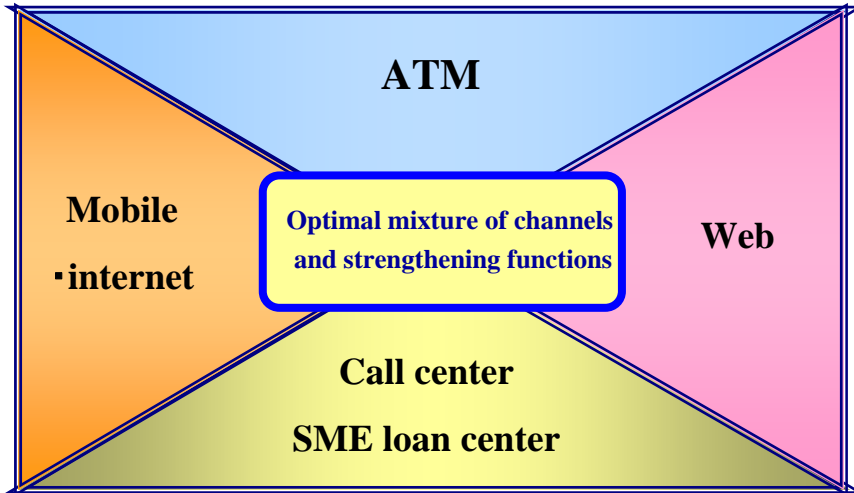 ATM
Mobile
・internet
Optimal mixture of channels
and strengthening functions
Web
Call center
SME loan center